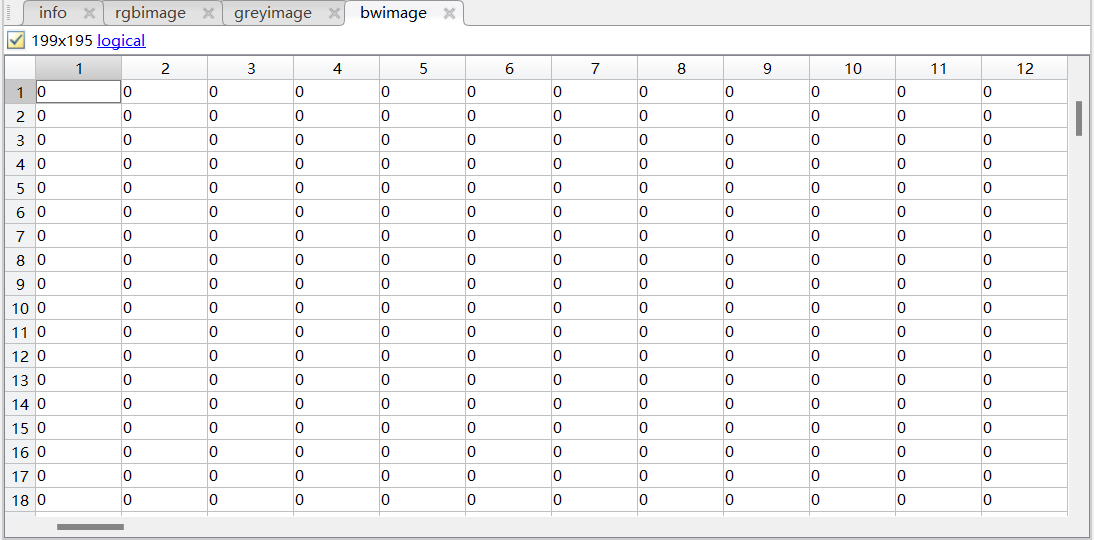 info rgbimage greyimage bwimage
199x195 logical
1 2 3 4 5 6 7 8 9 10 11 12
1 0 0 0 0 0 0 0 0 0 0 0 0
2 0 0 0 0 0 0 0 0 0 0 0 0
3 0 0 0 0 0 0 0 0 0 0 0 0
4 0 0 0 0 0 0 0 0 0 0 0 0
5 0 0 0 0 0 0 0 0 0 0 0 0
6 0 0 0 0 0 0 0 0 0 0 0 0
7 0 0 0 0 0 0 0 0 0 0 0 0
8 0 0 0 0 0 0 0 0 0 0 0 0
9 0 0 0 0 0 0 0 0 0 0 0 0
10 0 0 0 0 0 0 0 0 0 0 0 0
11 0 0 0 0 0 0 0 0 0 0 0 0
12 0 0 0 0 0 0 0 0 0 0 0 0
13 0 0 0 0 0 0 0 0 0 0 0 0
14 0 0 0 0 0 0 0 0 0 0 0 0
15 0 0 0 0 0 0 0 0 0 0 0 0
16 0 0 0 0 0 0 0 0 0 0 0 0
17 0 0 0 0 0 0 0 0 0 0 0 0
18 0 0 0 0 0 0 0 0 0 0 0 0